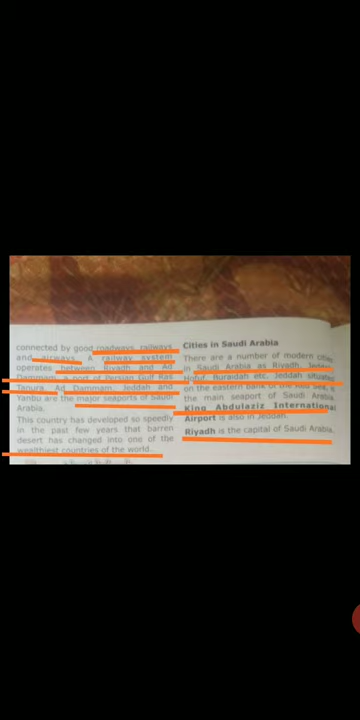 connected by good roadways, railways
and airways. A railway system
operates between Riyadh and Ad
Dammam, a port of Persian Gulf Ras
Tanura, Ad Dammam, Jeddah and
Yanbu are the major seaports of Saudi
Arabia.
This country has developed so speedly
in the past few years that barren
desert has changed into one of the
wealthiest countries of the world.
Cities in Saudi Arabia
There are a number of modern cities
in Saudi Arabia as Riyadh, Jeddah,
Hofuf, Buraidah etc. Jeddah situated
on the eastern bank of the Red Sea, is
the main seaport of Saudi Arabia.
King Abdulaziz International
Airport is also in Jeddah.
Riyadh is the capital of Saudi Arabia.